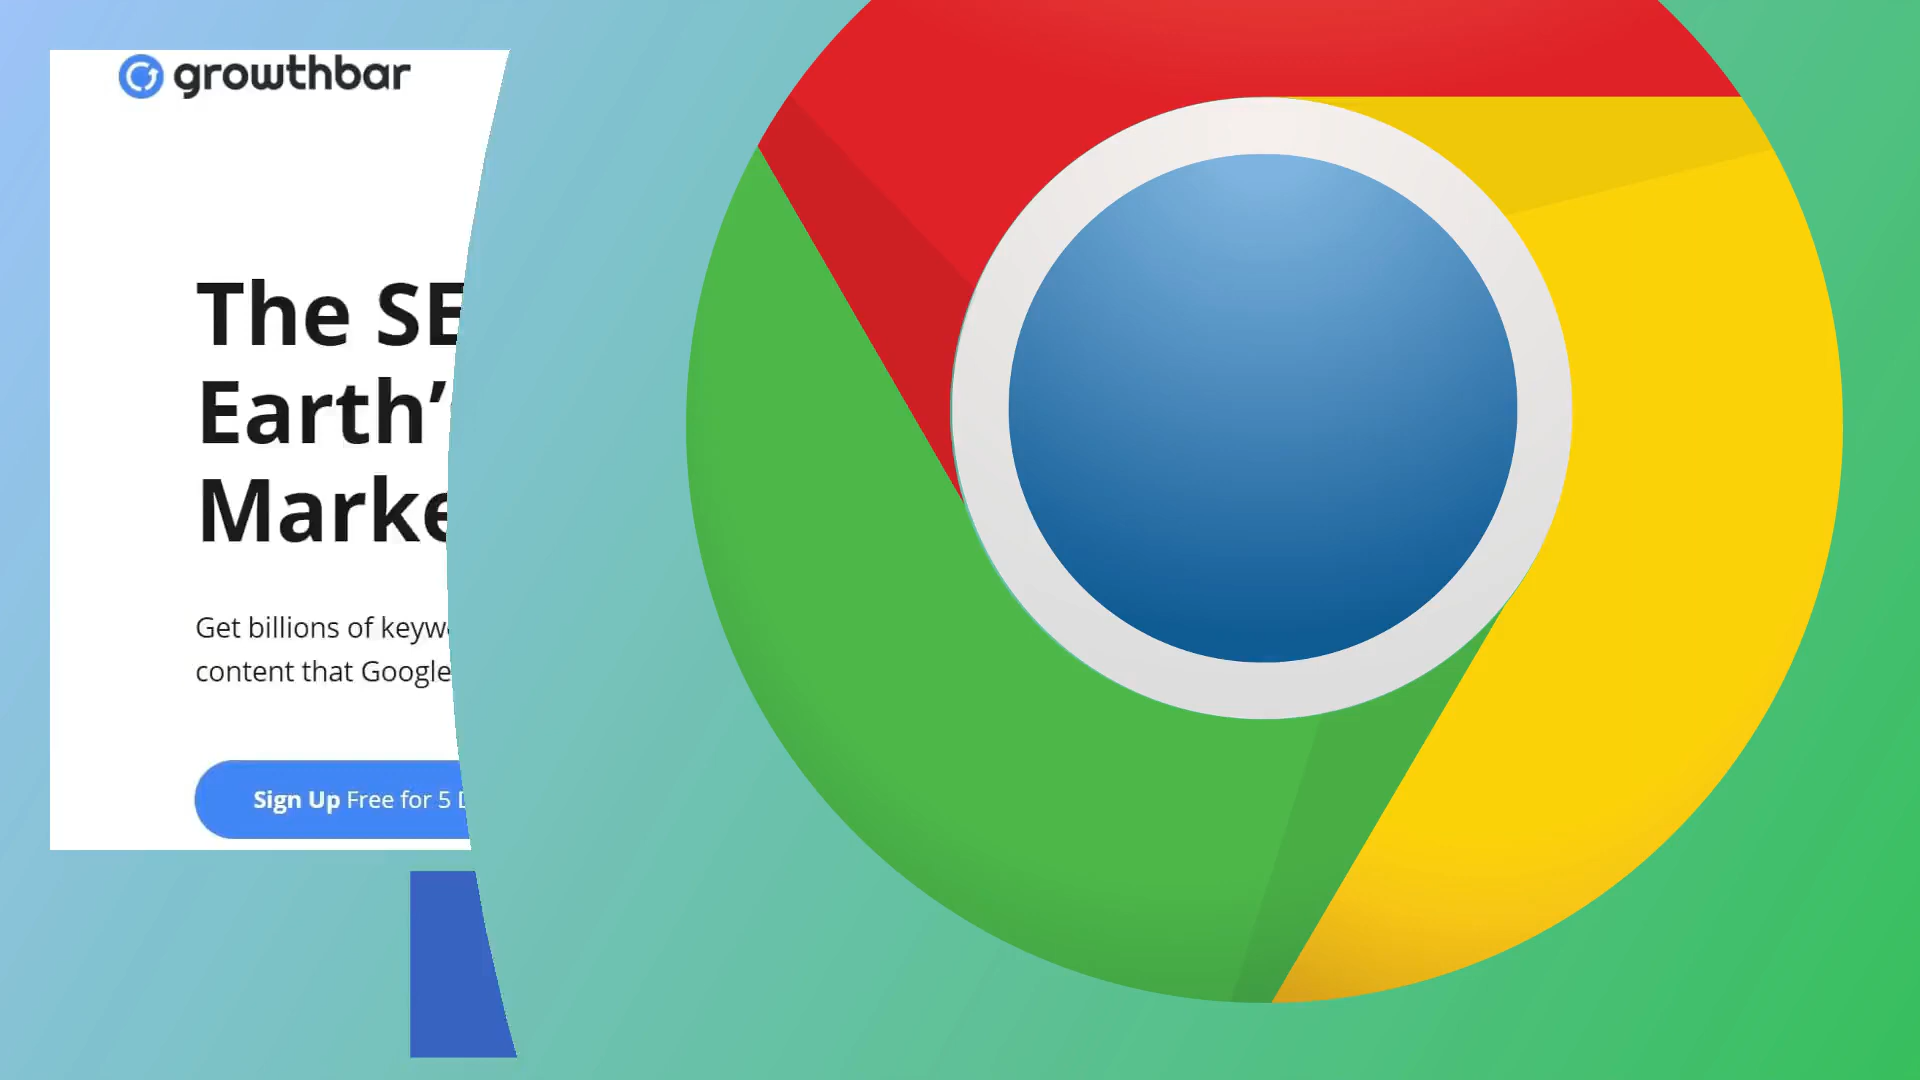 growthbar
The SE
Earth’
Marke
Get billions of keyw
content that Google
Sign Up Free for 5 D